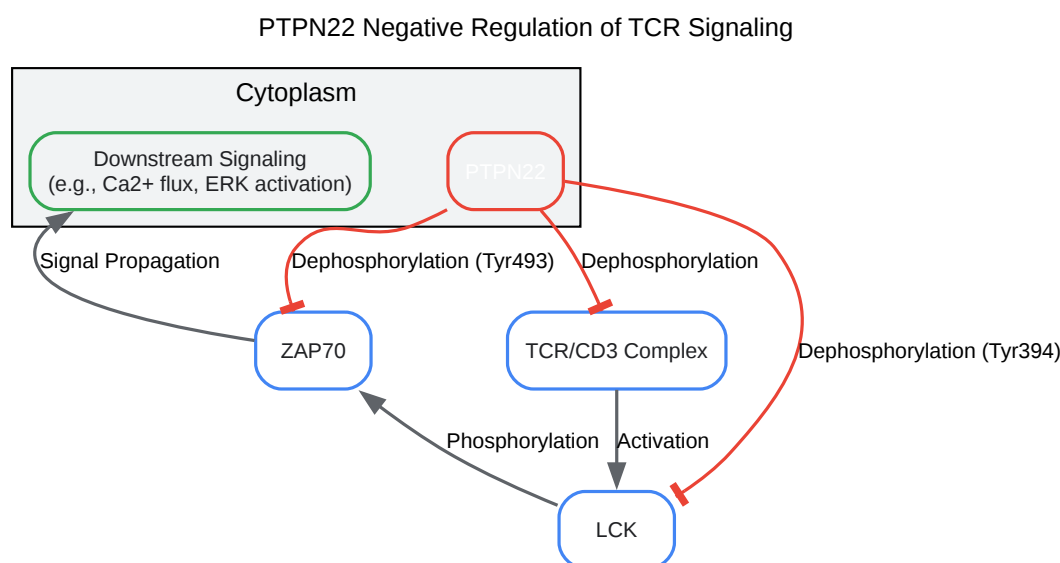 PTPN22 Negative Regulation of TCR Signaling
Cytoplasm
Downstream Signaling
(e.g., Ca2+ flux, ERK activation)
PTPN22
Signal Propagation
Dephosphorylation (Tyr493)
Dephosphorylation
ZAP70
TCR/CD3 Complex
Dephosphorylation (Tyr394)
Phosphorylation
Activation
LCK